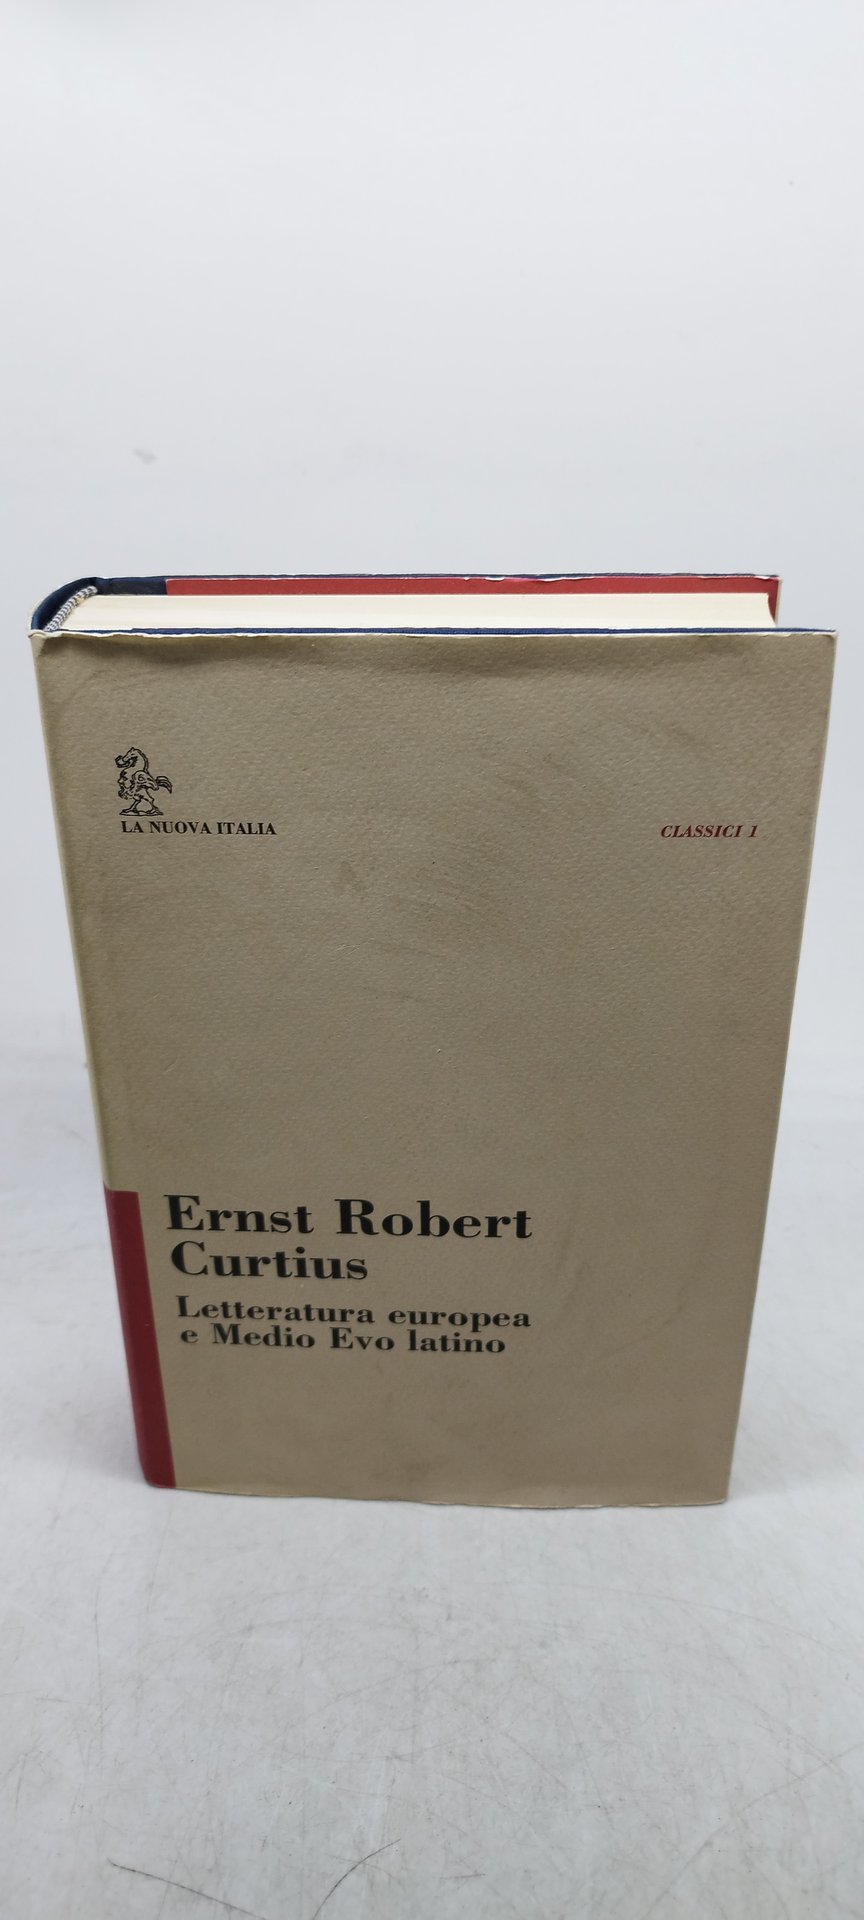 LA NUOVA ITALIA
CLASSICI 1
Ernst Robert
Curtius
Letteratura europea
e Medio Evo latino